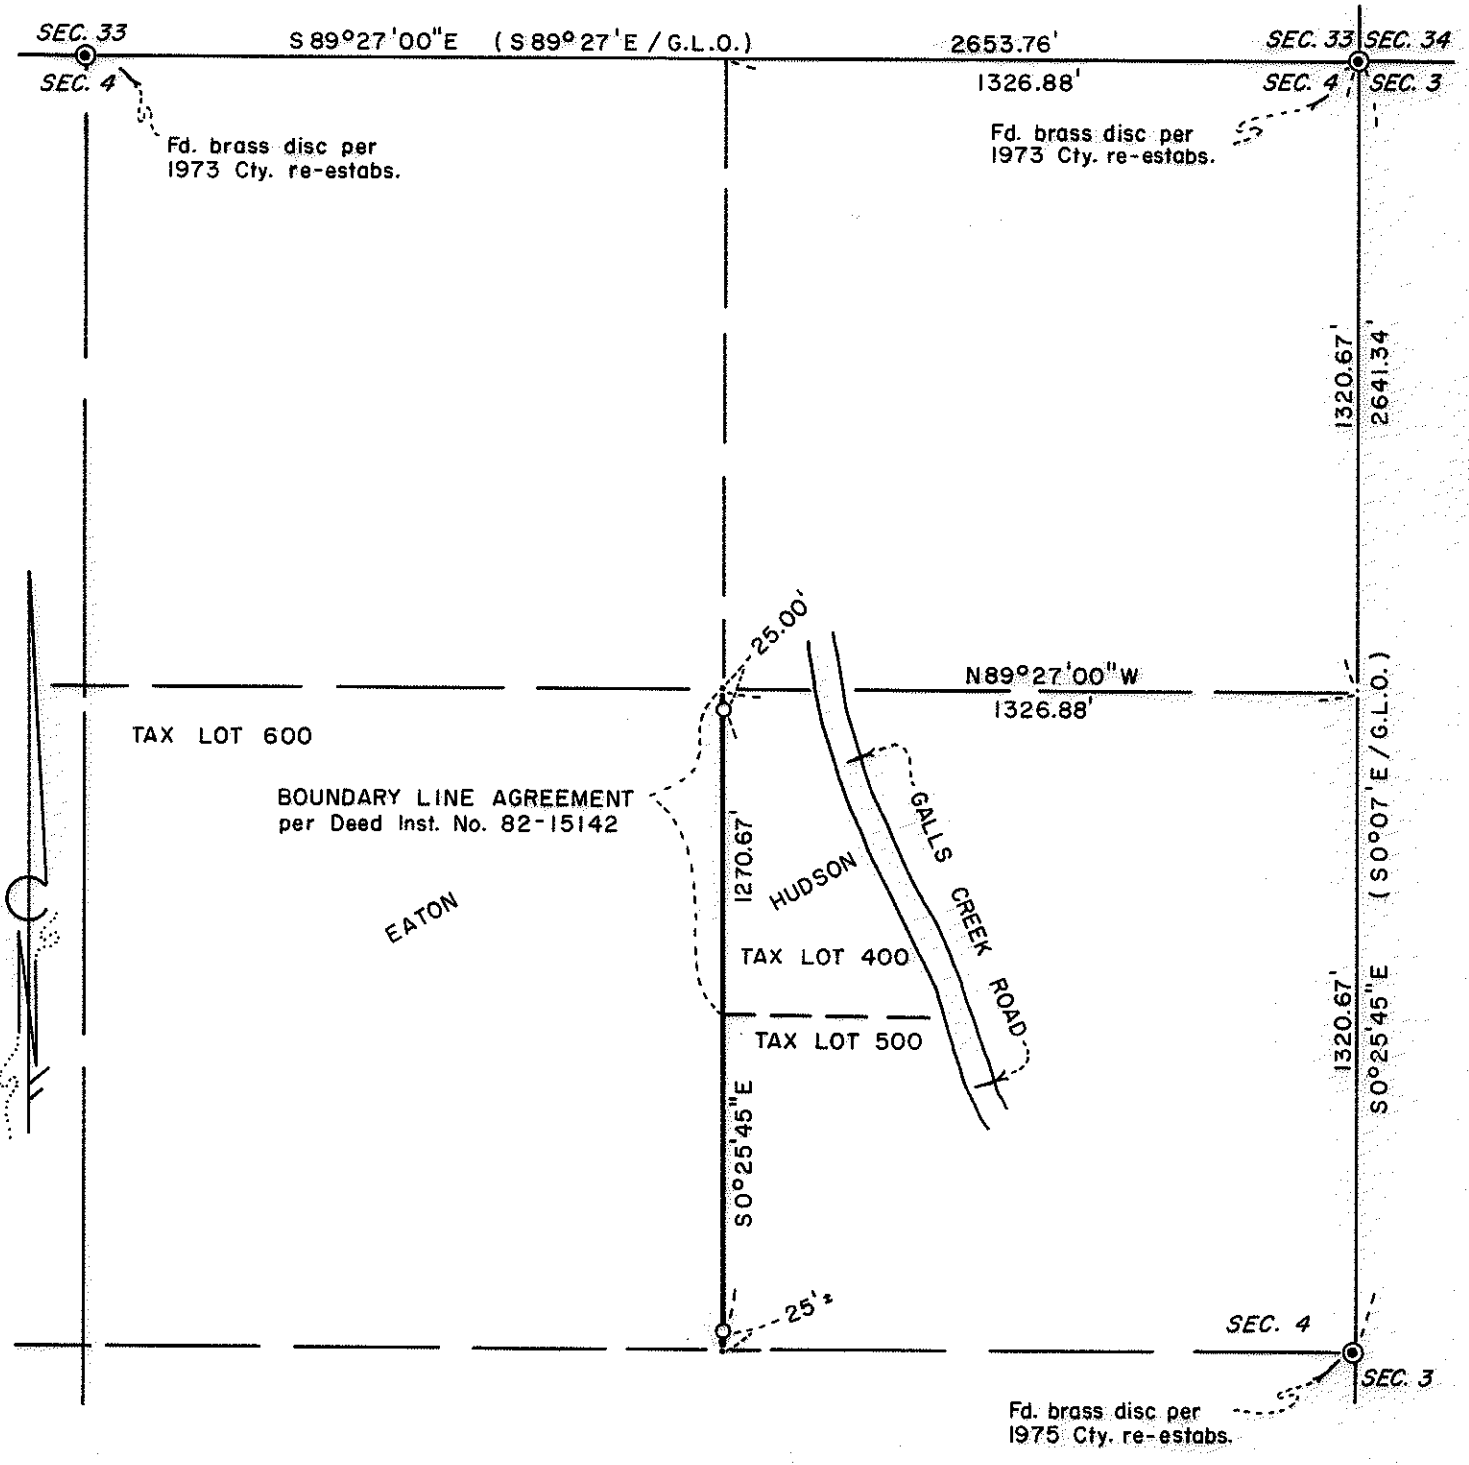 SEC. 33
S 89°27'00"E (S 89°27'E / G.L.O.)
2653.76'
SEC. 33
SEC. 34
SEC. 4
1326.88'
SEC. 4
SEC. 3
Fd. brass disc per
1973 Cty. re-estabs.
Fd. brass disc per
1973 Cty. re-estabs.
1320.67'
2641.34'
25.00'
N89°27'00"W
1326.88'
TAX LOT 600
BOUNDARY LINE AGREEMENT
per Deed Inst. No. 82-15142
1270.67'
HUDSON
GALLS CREEK ROAD
EATON
TAX LOT 400
TAX LOT 500
S0°25'45"E
1320.67'
S0°25'45"E (S0°07'E / G.L.O.)
25'±
SEC. 4
SEC. 3
Fd. brass disc per
1975 Cty. re-estabs.